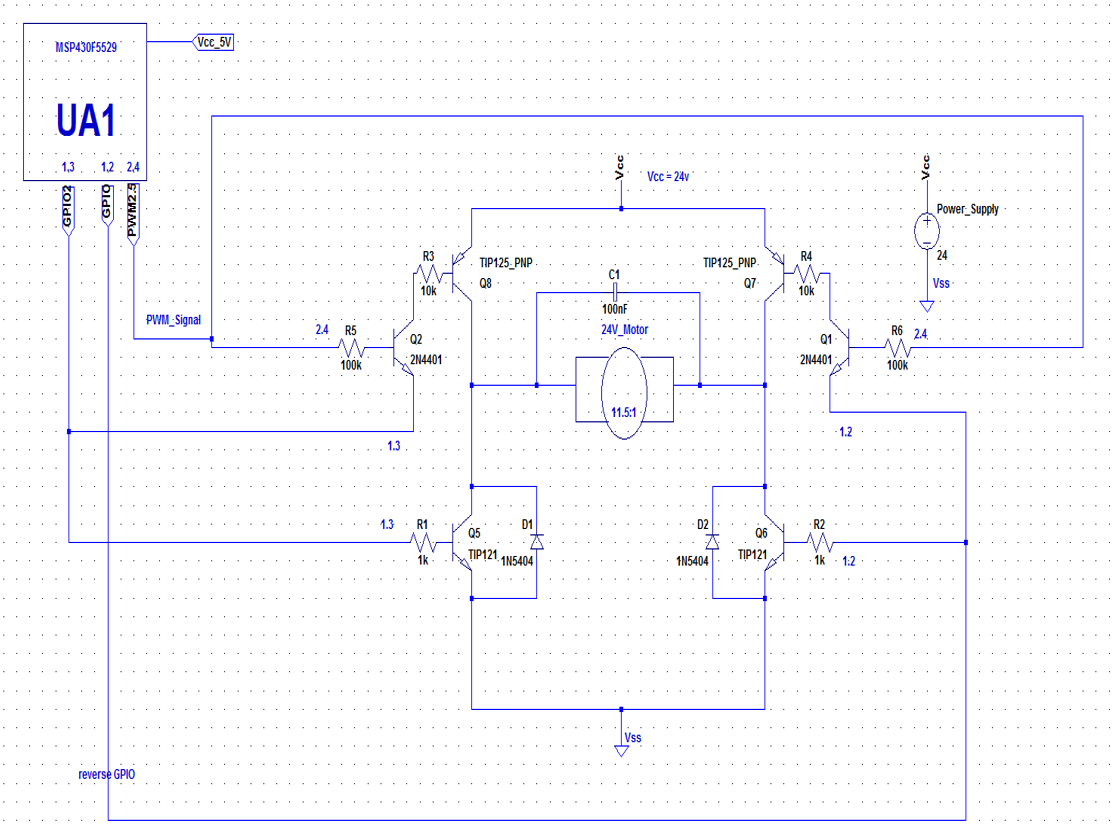 MSP430F5529
Vcc_5V
UA1
1,3 1,2 2,4
GPIO2
GPIO
PWM2.5
Vcc
Vcc = 24v
Vcc
Power_Supply
24
Vss
R3
10k
TIP125_PNP
Q8
TIP125_PNP
Q7
R4
10k
C1
100nF
24V_Motor
11.5:1
PWM_Signal
2.4
R5
100k
Q2
2N4401
Q1
2N4401
R6
100k
2.4
1.3
1.2
1.3
R1
1k
Q5
TIP121
D1
1N5404
D2
1N5404
Q6
TIP121
R2
1k
1.2
Vss
reverse GPIO